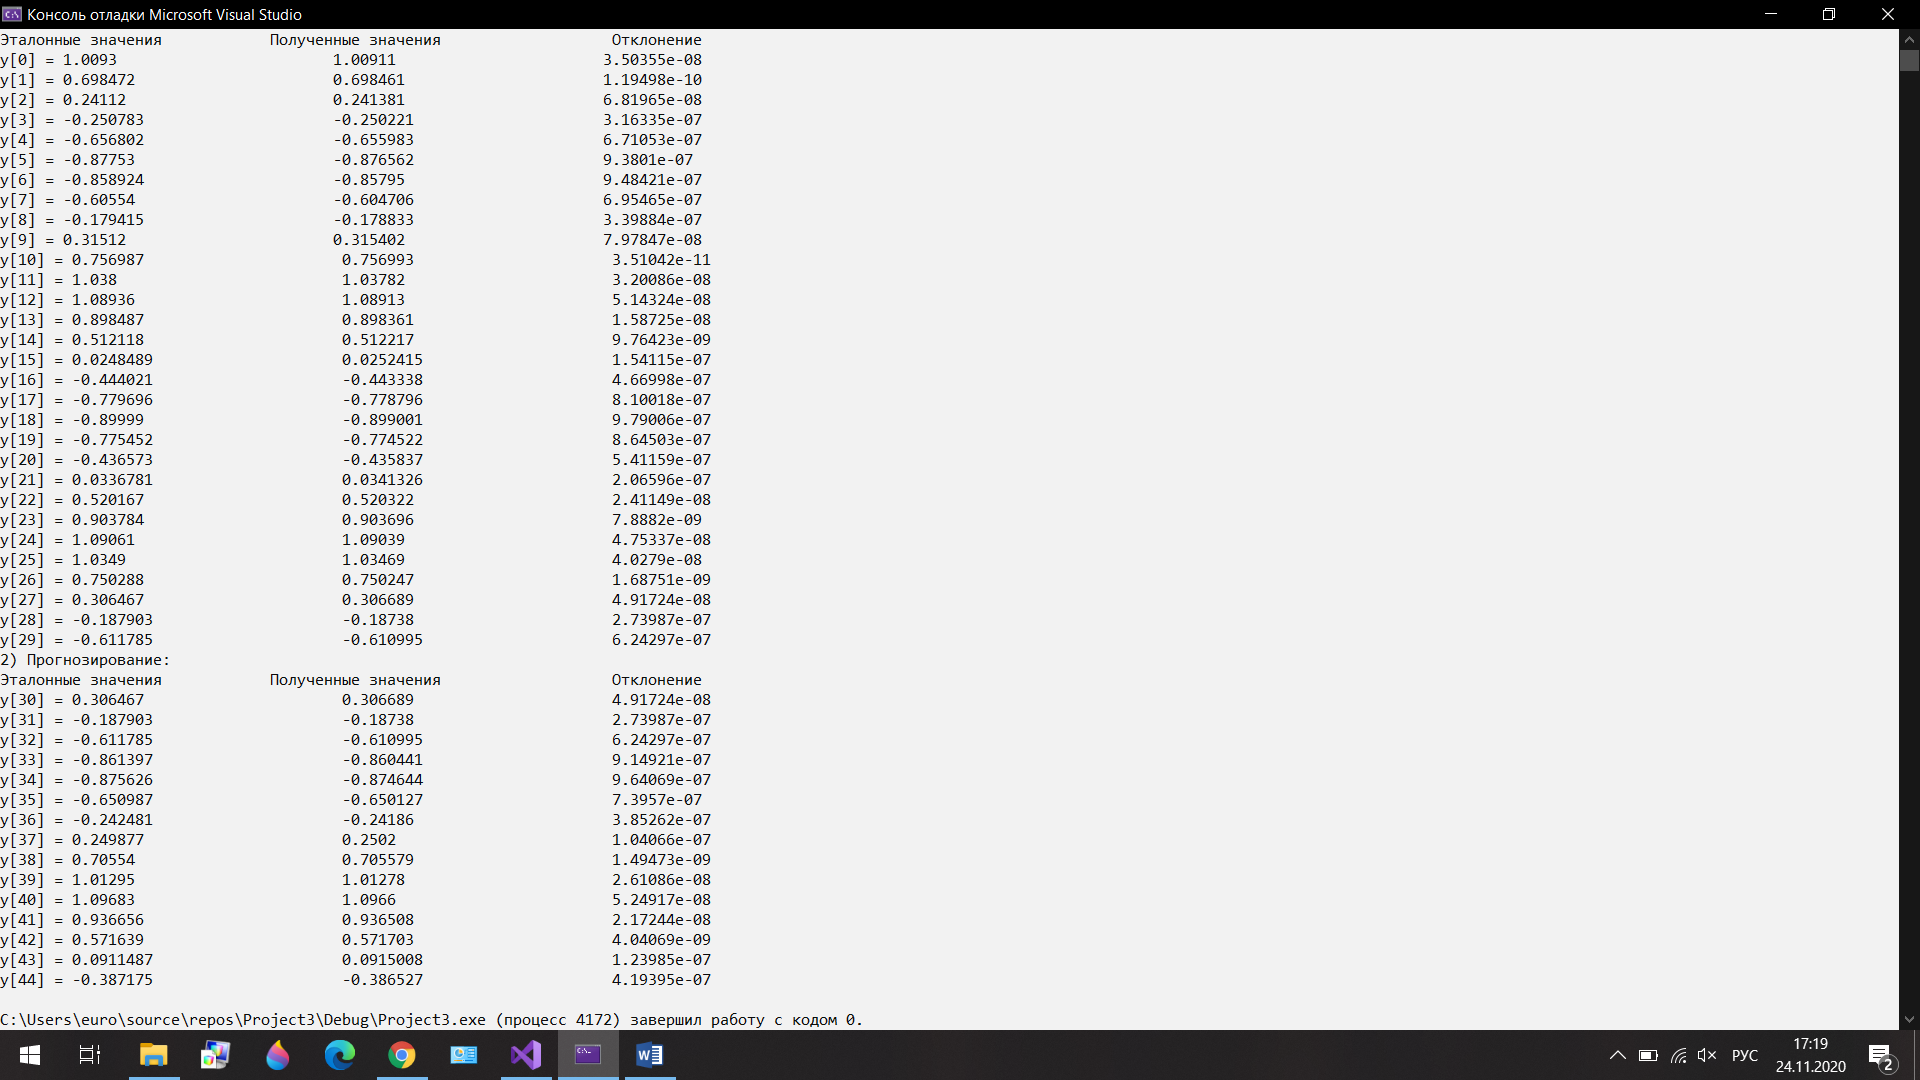 Консоль отладки Microsoft Visual Studio
Эталонные значения Полученные значения Отклонение
y[0] = 1.0093 1.00911 3.50355e-08
y[1] = 0.698472 0.698461 1.19498e-10
y[2] = 0.24112 0.241381 6.81965e-08
y[3] = -0.250783 -0.250221 3.16335e-07
y[4] = -0.656802 -0.655983 6.71053e-07
y[5] = -0.87753 -0.876562 9.3801e-07
y[6] = -0.858924 -0.85795 9.48421e-07
y[7] = -0.60554 -0.604706 6.95465e-07
y[8] = -0.179415 -0.178833 3.39884e-07
y[9] = 0.31512 0.315402 7.97847e-08
y[10] = 0.756987 0.756993 3.51042e-11
y[11] = 1.038 1.03782 3.20086e-08
y[12] = 1.08936 1.08913 5.14324e-08
y[13] = 0.898487 0.898361 1.58725e-08
y[14] = 0.512118 0.512217 9.76423e-09
y[15] = 0.0248489 0.0252415 1.54115e-07
y[16] = -0.444021 -0.443338 4.66998e-07
y[17] = -0.779696 -0.778796 8.10018e-07
y[18] = -0.89999 -0.899001 9.79006e-07
y[19] = -0.775452 -0.774522 8.64503e-07
y[20] = -0.436573 -0.435837 5.41159e-07
y[21] = 0.0336781 0.0341326 2.06596e-07
y[22] = 0.520167 0.520322 2.41149e-08
y[23] = 0.903784 0.903696 7.8882e-09
y[24] = 1.09061 1.09039 4.75337e-08
y[25] = 1.0349 1.03469 4.0279e-08
y[26] = 0.750288 0.750247 1.68751e-09
y[27] = 0.306467 0.306689 4.91724e-08
y[28] = -0.187903 -0.18738 2.73987e-07
y[29] = -0.611785 -0.610995 6.24297e-07
2) Прогнозирование:
Эталонные значения Полученные значения Отклонение
y[30] = 0.306467 0.306689 4.91724e-08
y[31] = -0.187903 -0.18738 2.73987e-07
y[32] = -0.611785 -0.610995 6.24297e-07
y[33] = -0.861397 -0.860441 9.14921e-07
y[34] = -0.875626 -0.874644 9.64069e-07
y[35] = -0.650987 -0.650127 7.3957e-07
y[36] = -0.242481 -0.24186 3.85262e-07
y[37] = 0.249877 0.2502 1.04066e-07
y[38] = 0.70554 0.705579 1.49473e-09
y[39] = 1.01295 1.01278 2.61086e-08
y[40] = 1.09683 1.0966 5.24917e-08
y[41] = 0.936656 0.936508 2.17244e-08
y[42] = 0.571639 0.571703 4.04069e-09
y[43] = 0.0911487 0.0915008 1.23985e-07
y[44] = -0.387175 -0.386527 4.19395e-07
C:\Users\euro\source\repos\Project3\Debug\Project3.exe (процесс 4172) завершил работу с кодом 0.
РУС
17:19
24.11.2020
2